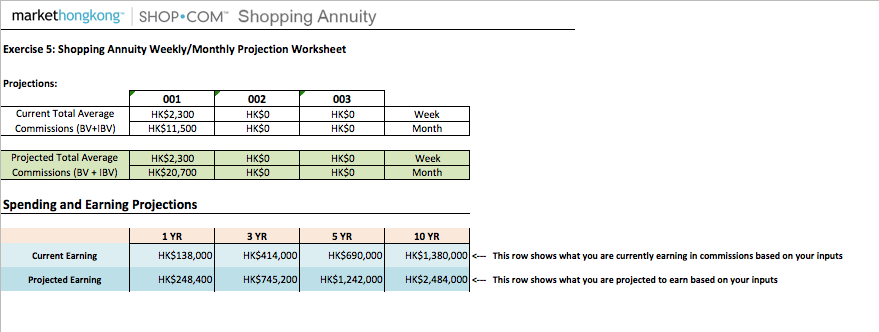 markethongkong™ | SHOP•COM™ Shopping Annuity
Exercise 5: Shopping Annuity Weekly/Monthly Projection Worksheet
Projections:
001 002 003
Current Total Average HK$2,300 HK$0 HK$0 Week
Commissions (BV+IBV) HK$11,500 HK$0 HK$0 Month
Projected Total Average HK$2,300 HK$0 HK$0 Week
Commissions (BV + IBV) HK$20,700 HK$0 HK$0 Month
Spending and Earning Projections
1 YR 3 YR 5 YR 10 YR
Current Earning HK$138,000 HK$414,000 HK$690,000 HK$1,380,000 <--- This row shows what you are currently earning in commissions based on your inputs
Projected Earning HK$248,400 HK$745,200 HK$1,242,000 HK$2,484,000 <--- This row shows what you are projected to earn based on your inputs